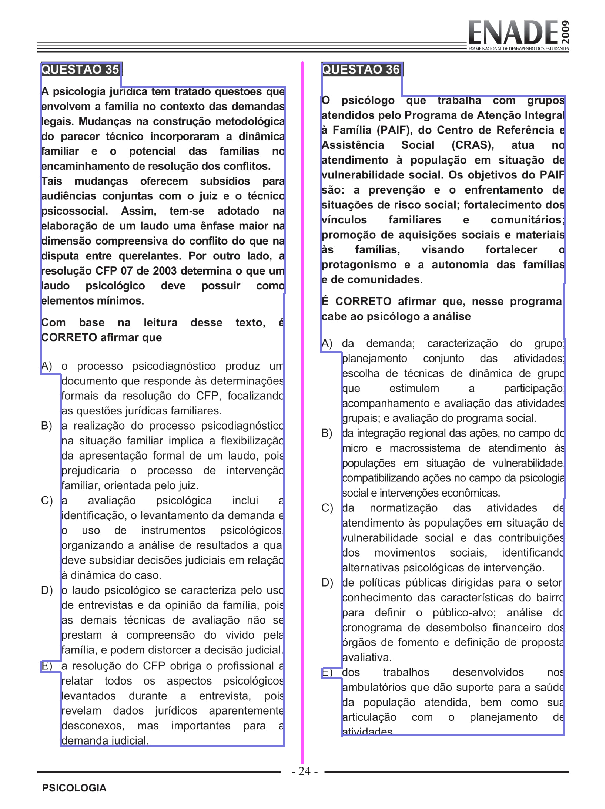 ENADE 2009
EXAME NACIONAL DE DESEMPENHO DOS ESTUDANTES
QUESTÃO 35
A psicologia jurídica tem tratado questões que
envolvem a família no contexto das demandas
legais. Mudanças na construção metodológica
do parecer técnico incorporaram a dinâmica
familiar e o potencial das famílias no
encaminhamento de resolução dos conflitos.
Tais mudanças oferecem subsídios para
audiências conjuntas com o juiz e o técnico
psicossocial. Assim, tem-se adotado na
elaboração de um laudo uma ênfase maior na
dimensão compreensiva do conflito do que na
disputa entre querelantes. Por outro lado, a
resolução CFP 07 de 2003 determina o que um
laudo psicológico deve possuir como
elementos mínimos.
Com base na leitura desse texto, é
CORRETO afirmar que
A) o processo psicodiagnóstico produz um
documento que responde às determinações
formais da resolução do CFP, focalizando
as questões jurídicas familiares.
B) a realização do processo psicodiagnóstico
na situação familiar implica a flexibilização
da apresentação formal de um laudo, pois
prejudicaria o processo de intervenção
familiar, orientada pelo juiz.
C) a avaliação psicológica inclui a
identificação, o levantamento da demanda e
o uso de instrumentos psicológicos,
organizando a análise de resultados a qual
deve subsidiar decisões judiciais em relação
à dinâmica do caso.
D) o laudo psicológico se caracteriza pelo uso
de entrevistas e da opinião da família, pois
as demais técnicas de avaliação não se
prestam à compreensão do vivido pela
família, e podem distorcer a decisão judicial.
E) a resolução do CFP obriga o profissional a
relatar todos os aspectos psicológicos
levantados durante a entrevista, pois
revelam dados jurídicos aparentemente
desconexos, mas importantes para a
demanda judicial.
QUESTÃO 36
O psicólogo que trabalha com grupos
atendidos pelo Programa de Atenção Integral
à Família (PAIF), do Centro de Referência e
Assistência Social (CRAS), atua no
atendimento à população em situação de
vulnerabilidade social. Os objetivos do PAIF
são: a prevenção e o enfrentamento de
situações de risco social; fortalecimento dos
vínculos familiares e comunitários;
promoção de aquisições sociais e materiais
às famílias, visando fortalecer o
protagonismo e a autonomia das famílias
e de comunidades.
É CORRETO afirmar que, nesse programa,
cabe ao psicólogo a análise
A) da demanda; caracterização do grupo;
planejamento conjunto das atividades;
escolha de técnicas de dinâmica de grupo
que estimulem a participação;
acompanhamento e avaliação das atividades
grupais; e avaliação do programa social.
B) da integração regional das ações, no campo do
micro e macrossistema de atendimento às
populações em situação de vulnerabilidade,
compatibilizando ações no campo da psicologia
social e intervenções econômicas.
C) da normatização das atividades de
atendimento às populações em situação de
vulnerabilidade social e das contribuições
dos movimentos sociais, identificando
alternativas psicológicas de intervenção.
D) de políticas públicas dirigidas para o setor;
conhecimento das características do bairro
para definir o público-alvo; análise do
cronograma de desembolso financeiro dos
órgãos de fomento e definição de proposta
avaliativa.
E) dos trabalhos desenvolvidos nos
ambulatórios que dão suporte para a saúde
da população atendida, bem como sua
articulação com o planejamento de
atividades.
- 24 -
PSICOLOGIA